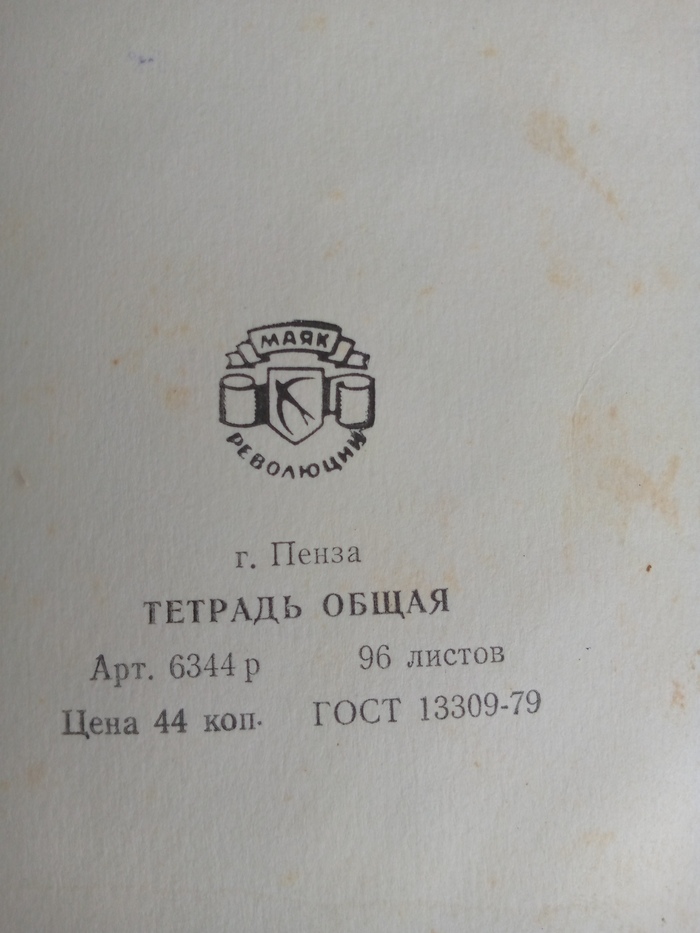 МАЯК
РЕВОЛЮЦИИ
г. Пенза
ТЕТРАДЬ ОБЩАЯ
Арт. 6344 р 96 листов
Цена 44 коп. ГОСТ 13309-79